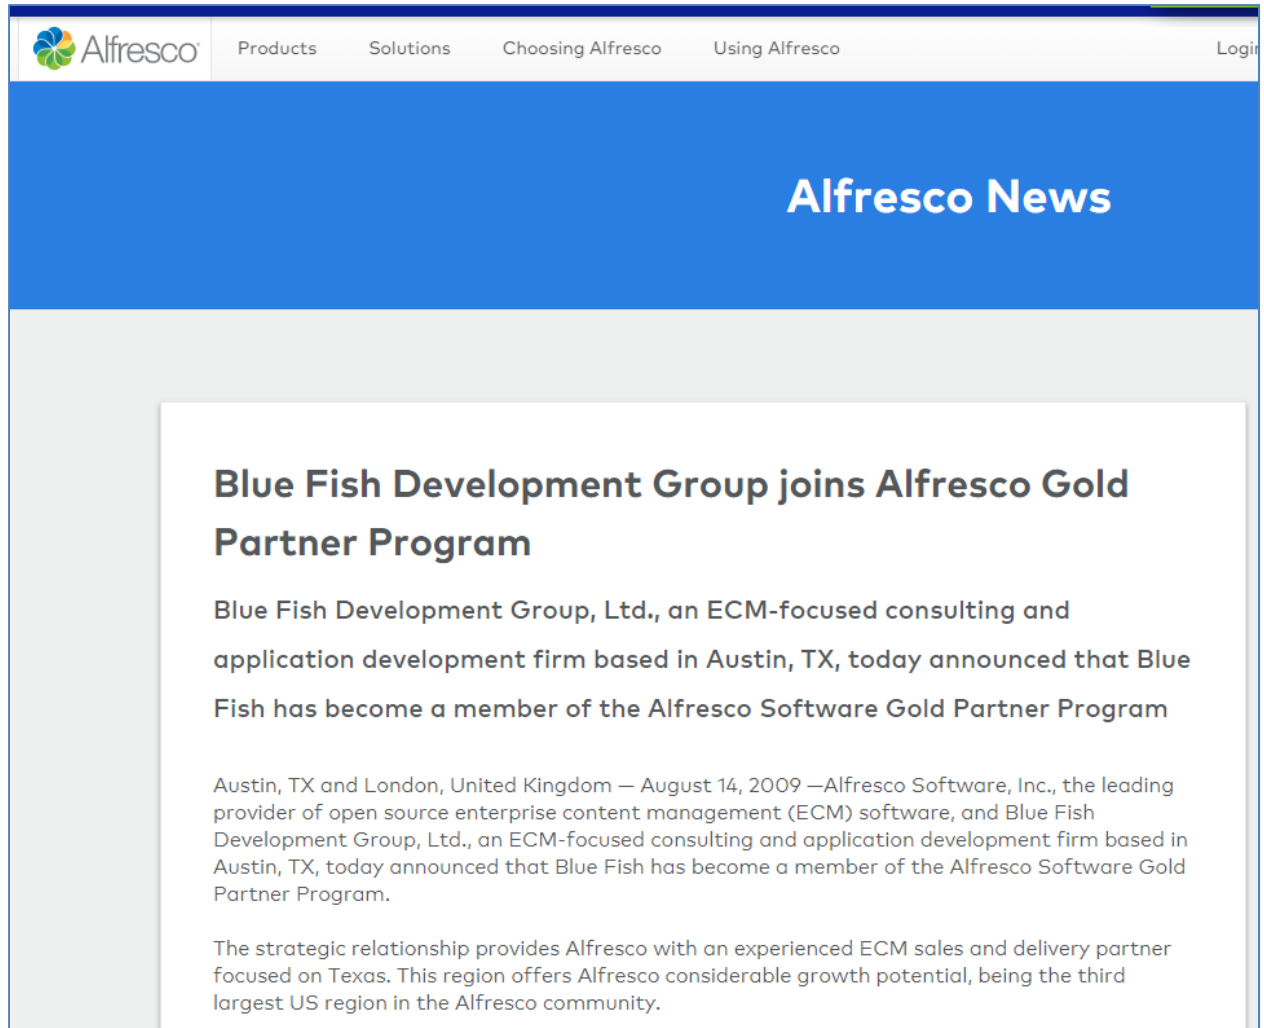 Alfresco Products Solutions Choosing Alfresco Using Alfresco
Alfresco News
Blue Fish Development Group joins Alfresco Gold
Partner Program
Blue Fish Development Group, Ltd., an ECM-focused consulting and
application development firm based in Austin, TX, today announced that Blue
Fish has become a member of the Alfresco Software Gold Partner Program
Austin, TX and London, United Kingdom — August 14, 2009 —Alfresco Software, Inc., the leading
provider of open source enterprise content management (ECM) software, and Blue Fish
Development Group, Ltd., an ECM-focused consulting and application development firm based in
Austin, TX, today announced that Blue Fish has become a member of the Alfresco Software Gold
Partner Program.
The strategic relationship provides Alfresco with an experienced ECM sales and delivery partner
focused on Texas. This region offers Alfresco considerable growth potential, being the third
largest US region in the Alfresco community.